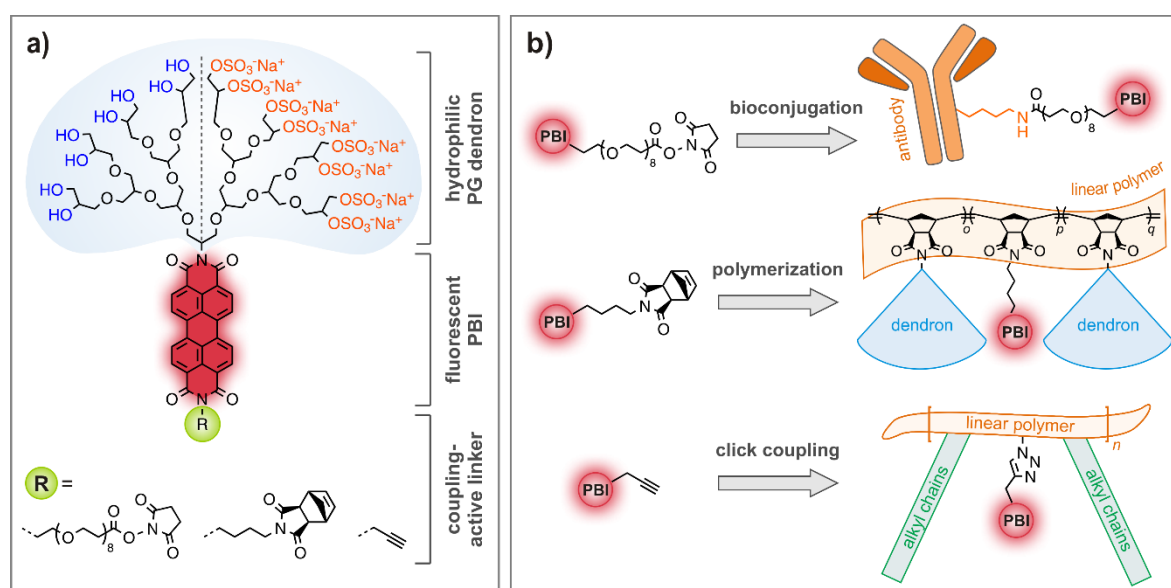 a)
HO
HO
HO
HO
HO
HO
HO
HO
OSO₃⁻Na⁺
OSO₃⁻Na⁺
OSO₃⁻Na⁺
OSO₃⁻Na⁺
OSO₃⁻Na⁺
OSO₃⁻Na⁺
OSO₃⁻Na⁺
OSO₃⁻Na⁺
O O O O O O O
O O O O O O O
O N O
O N O
R
hydrophilic
PG dendron
fluorescent
PBI
coupling-
active linker
R =
( O ) 8 O O N O O
N O O
b)
PBI ( O ) 8 O O N O O
bioconjugation
antibody
N H O ( O ) 8 PBI
PBI N O O
polymerization
linear polymer
o p q
O N O O N O O N O
dendron
PBI
dendron
PBI
click coupling
[ linear polymer ] n
N N N
PBI
alkyl chains
alkyl chains